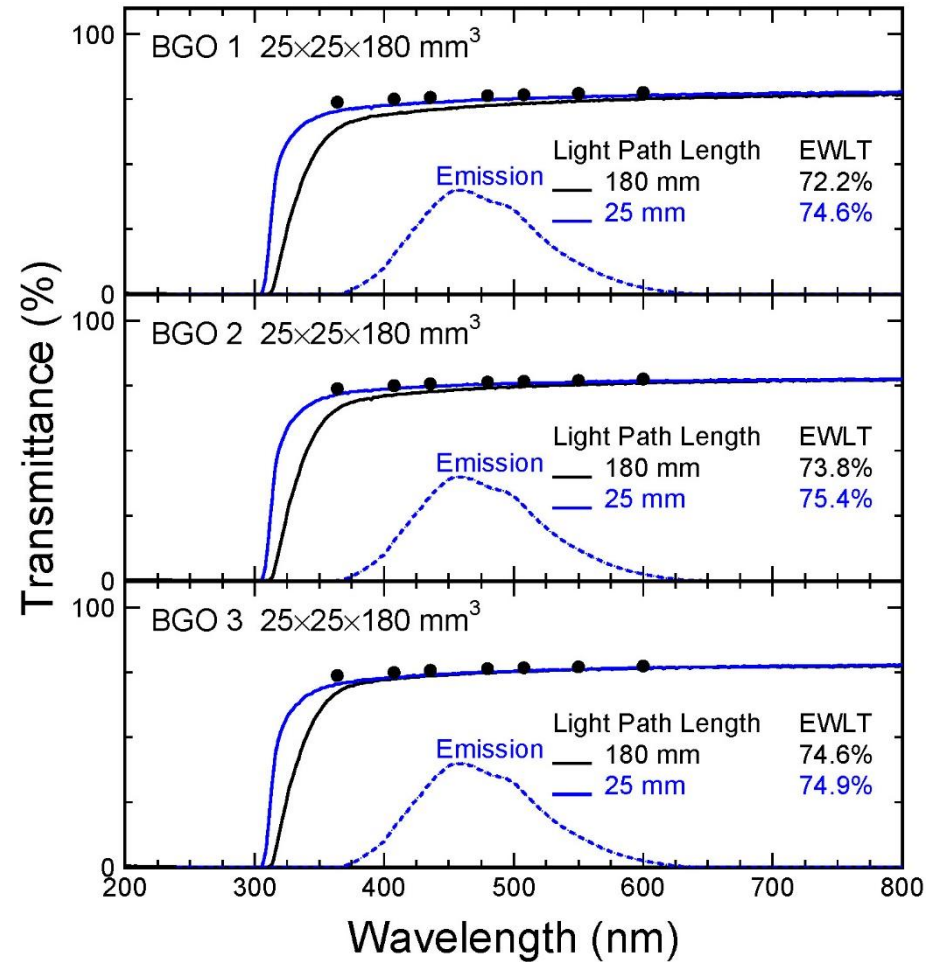 100
BGO 1 25×25×180 mm³
Light Path Length EWLT
Emission
180 mm 72.2%
25 mm 74.6%
0
100
BGO 2 25×25×180 mm³
Light Path Length EWLT
Emission
180 mm 73.8%
25 mm 75.4%
0
100
BGO 3 25×25×180 mm³
Light Path Length EWLT
Emission
180 mm 74.6%
25 mm 74.9%
0
200 300 400 500 600 700 800
Wavelength (nm)
Transmittance (%)